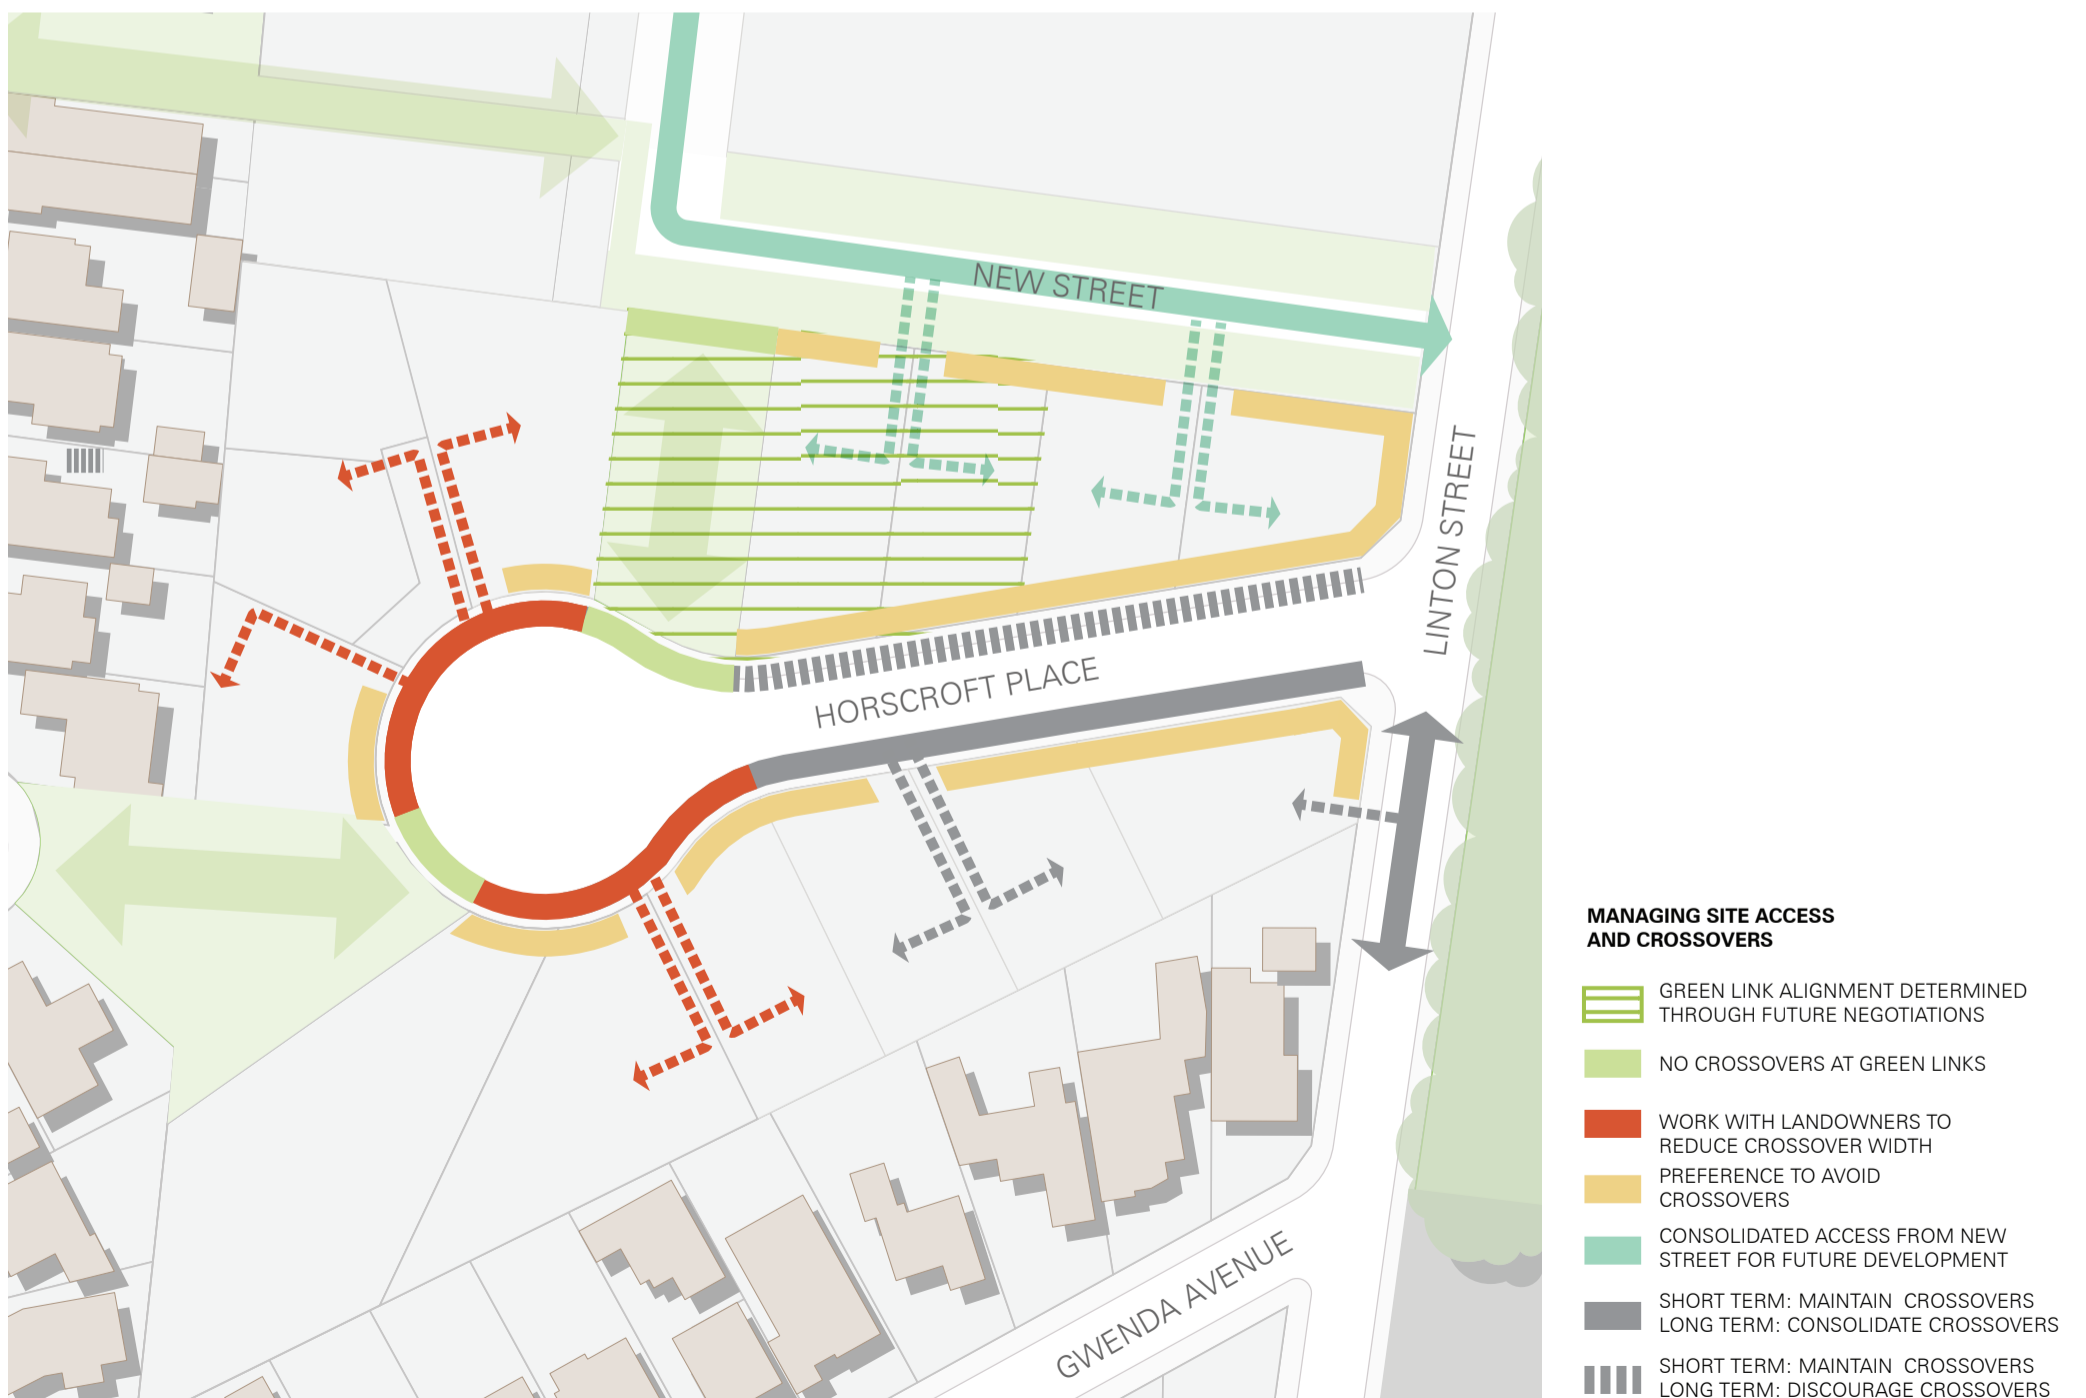 NEW STREET
LINTON STREET
HORSCROFT PLACE
GWENDA AVENUE
MANAGING SITE ACCESS
AND CROSSOVERS
GREEN LINK ALIGNMENT DETERMINED
THROUGH FUTURE NEGOTIATIONS
NO CROSSOVERS AT GREEN LINKS
WORK WITH LANDOWNERS TO
REDUCE CROSSOVER WIDTH
PREFERENCE TO AVOID
CROSSOVERS
CONSOLIDATED ACCESS FROM NEW
STREET FOR FUTURE DEVELOPMENT
SHORT TERM: MAINTAIN CROSSOVERS
LONG TERM: CONSOLIDATE CROSSOVERS
SHORT TERM: MAINTAIN CROSSOVERS
LONG TERM: DISCOURAGE CROSSOVERS